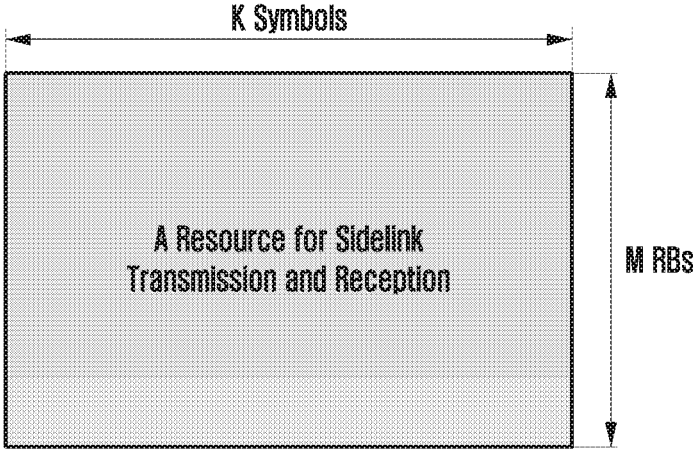 K Symbols
A Resource for Sidelink
Transmission and Reception
M RBs